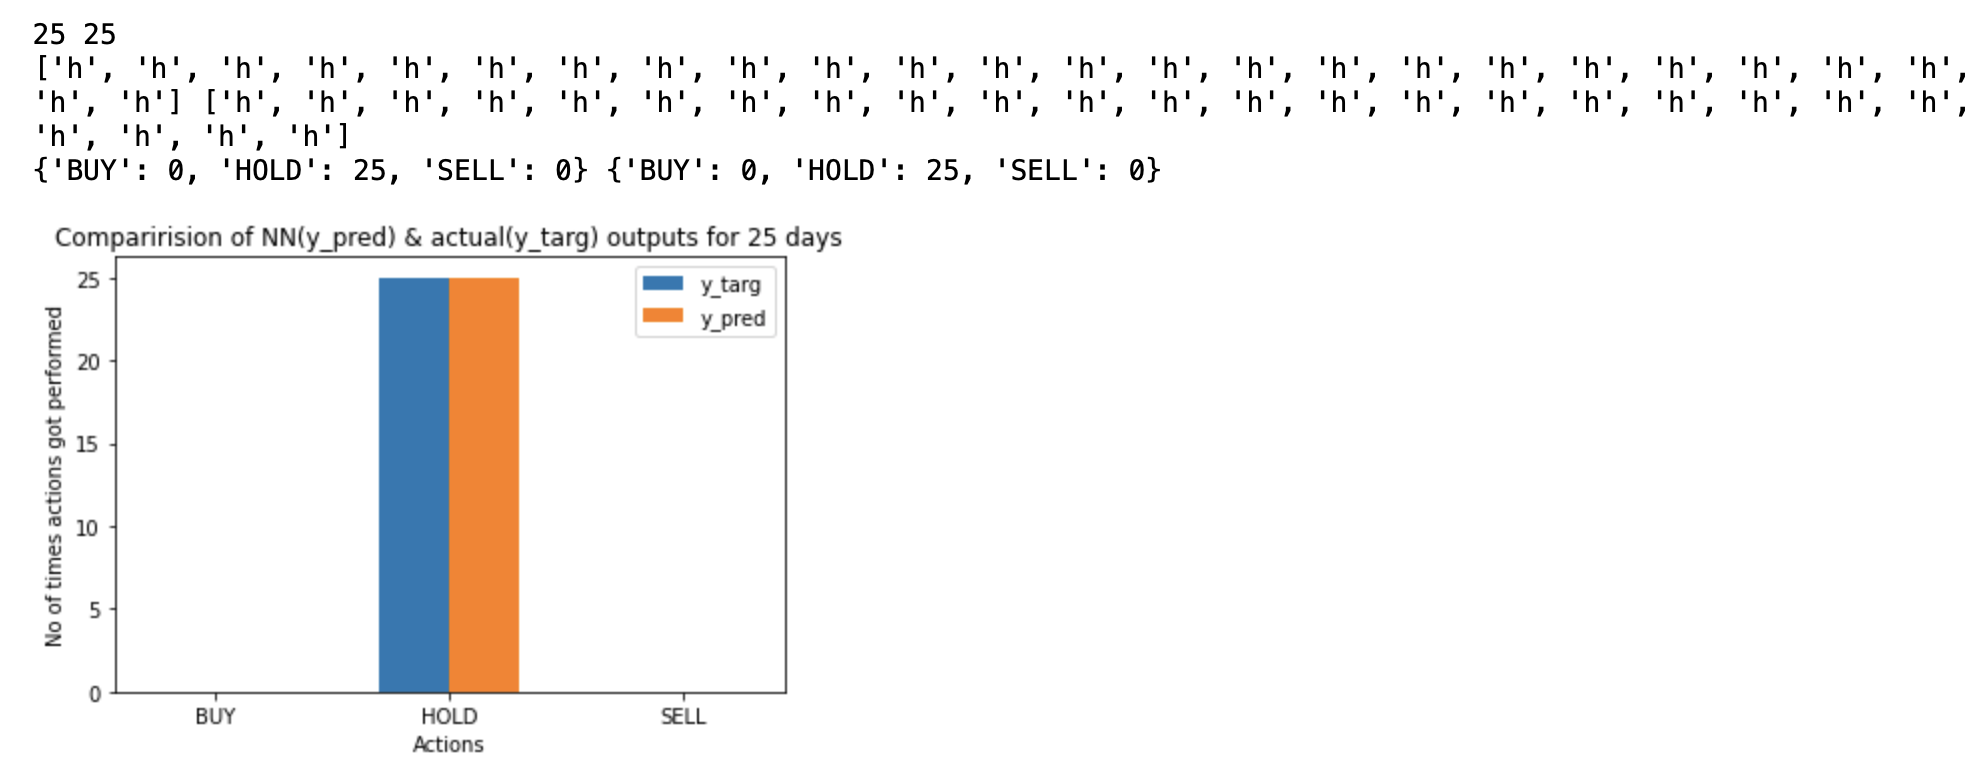 25 25
['h', 'h', 'h', 'h', 'h', 'h', 'h', 'h', 'h', 'h', 'h', 'h', 'h', 'h', 'h', 'h', 'h', 'h', 'h', 'h', 'h', 'h', 'h',
'h', 'h'] ['h', 'h', 'h', 'h', 'h', 'h', 'h', 'h', 'h', 'h', 'h', 'h', 'h', 'h', 'h', 'h', 'h', 'h', 'h', 'h', 'h',
'h', 'h', 'h', 'h']
{'BUY': 0, 'HOLD': 25, 'SELL': 0} {'BUY': 0, 'HOLD': 25, 'SELL': 0}
Comparirision of NN(y_pred) & actual(y_targ) outputs for 25 days
No of times actions got performed
25
20
15
10
5
0
y_targ
y_pred
BUY HOLD SELL
Actions